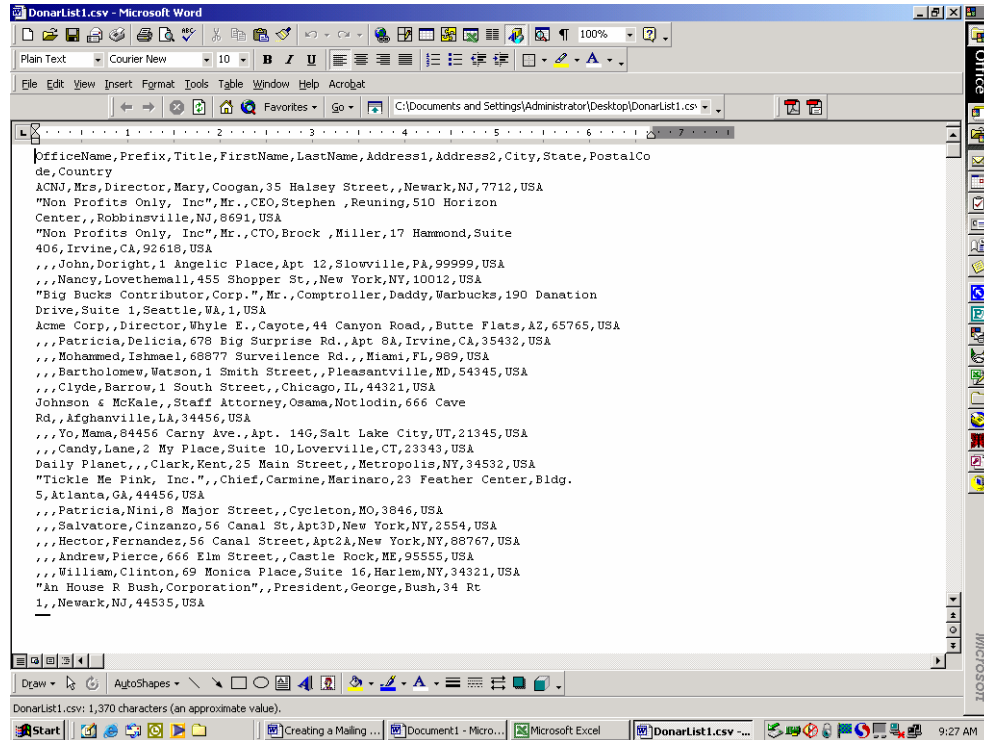 DonarList1.csv - Microsoft Word
100%
Plain Text Courier New 10 B I U A
File Edit View Insert Format Tools Table Window Help Acrobat
Favorites Go C:\Documents and Settings\Administrator\Desktop\DonarList1.csv
1 2 3 4 5 6 7
OfficeName,Prefix,Title,FirstName,LastName,Address1,Address2,City,State,PostalCo
de,Country
ACNJ,Mrs,Director,Mary,Coogan,35 Halsey Street,,Newark,NJ,7712,USA
"Non Profits Only, Inc",Mr.,CEO,Stephen ,Reuning,510 Horizon
Center,,Robbinsville,NJ,8691,USA
"Non Profits Only, Inc",Mr.,CTO,Brock ,Miller,17 Hammond,Suite
406,Irvine,CA,92618,USA
,,,John,Doright,1 Angelic Place,Apt 12,Slowville,PA,99999,USA
,,,Nancy,Lovethemall,455 Shopper St,,New York,NY,10012,USA
"Big Bucks Contributor,Corp.",Mr.,Comptroller,Daddy,Warbucks,190 Danation
Drive,Suite 1,Seattle,WA,1,USA
Acme Corp,,Director,Whyle E.,Cayote,44 Canyon Road,,Butte Flats,AZ,65765,USA
,,,Patricia,Delicia,678 Big Surprise Rd.,Apt 8A,Irvine,CA,35432,USA
,,,Mohammed,Ishmael,68877 Surveilence Rd.,,Miami,FL,989,USA
,,,Bartholomew,Watson,1 Smith Street,,Pleasantville,MD,54345,USA
,,,Clyde,Barrow,1 South Street,,Chicago,IL,44321,USA
Johnson & McKale,,Staff Attorney,Osama,Notlodin,666 Cave
Rd,,Afghanville,LA,34456,USA
,,,Yo,Mama,84456 Carny Ave.,Apt. 14G,Salt Lake City,UT,21345,USA
,,,Candy,Lane,2 My Place,Suite 10,Loverville,CT,23343,USA
Daily Planet,,,Clark,Kent,25 Main Street,,Metropolis,NY,34532,USA
"Tickle Me Pink, Inc.",,Chief,Carmine,Marinaro,23 Feather Center,Bldg.
5,Atlanta,GA,44456,USA
,,,Patricia,Nini,8 Major Street,,Cycleton,MO,3846,USA
,,,Salvatore,Cinzanzo,56 Canal St,Apt3D,New York,NY,2554,USA
,,,Hector,Fernandez,56 Canal Street,Apt2A,New York,NY,88767,USA
,,,Andrew,Pierce,666 Elm Street,,Castle Rock,ME,95555,USA
,,,William,Clinton,69 Monica Place,Suite 16,Harlem,NY,34321,USA
"An House R Bush,Corporation",,President,George,Bush,34 Rt
1,,Newark,NJ,44535,USA
Draw AutoShapes
DonarList1.csv: 1,370 characters (an approximate value).
Start Creating a Mailing ... Document1 - Micro... Microsoft Excel DonarList1.csv -... 9:27 AM
Office
Microsoft